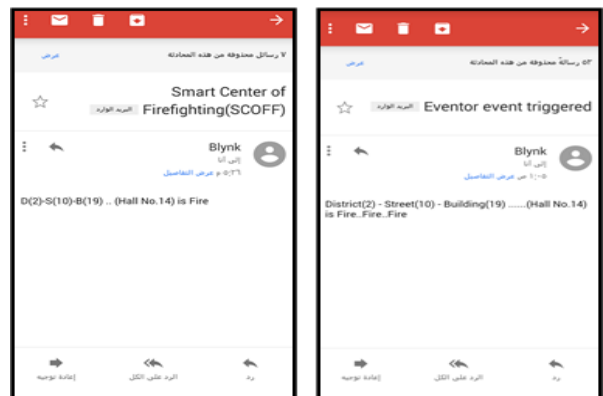 ٧ رسائل محذوفة من هذه المحادثة
عرض
Smart Center of
Firefighting(SCOFF) البريد الوارد
Blynk
إلى أنا
٥:٢٦ م عرض التفاصيل
D(2)-S(10)-B(19) .. (Hall No.14) is Fire
رد
الرد على الكل
إعادة توجيه
٥٢ رسالةً محذوفة من هذه المحادثة
عرض
Eventor event triggered البريد الوارد
Blynk
إلى أنا
عرض التفاصيل
District(2) - Street(10) - Building(19) ......(Hall No.14)
is Fire..Fire..Fire
رد
الرد على الكل
إعادة توجيه